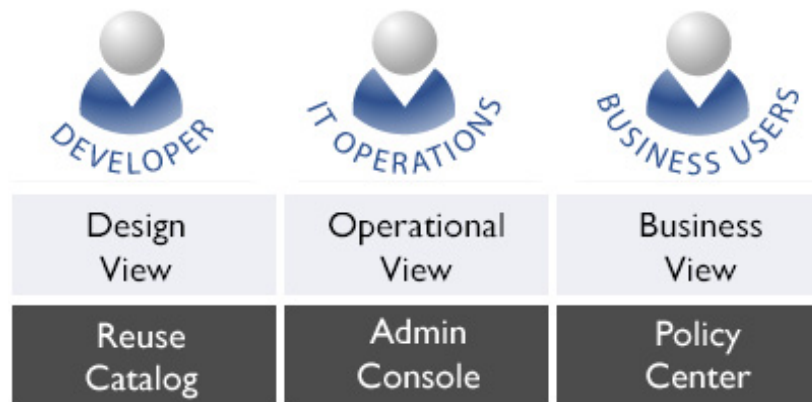 DEVELOPER
IT OPERATIONS
BUSINESS USERS
Design
View
Operational
View
Business
View
Reuse
Catalog
Admin
Console
Policy
Center